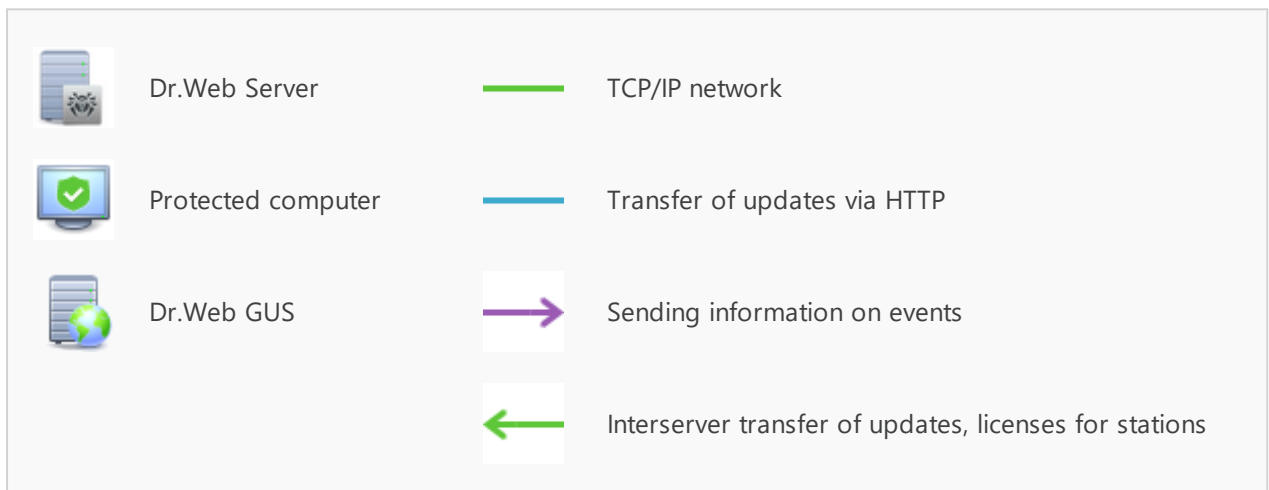 Dr.Web Server
TCP/IP network
Protected computer
Transfer of updates via HTTP
Dr.Web GUS
Sending information on events
Interserver transfer of updates, licenses for stations